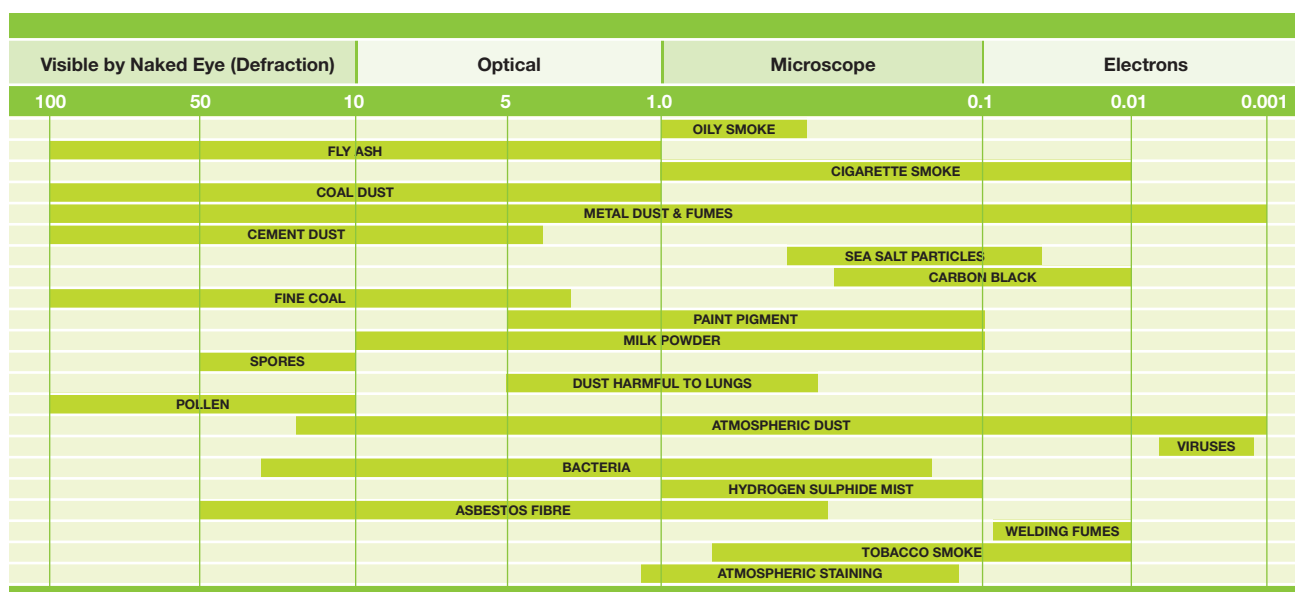 Visible by Naked Eye (Defraction) Optical Microscope Electrons
100 50 10 5 1.0 0.1 0.01 0.001
OILY SMOKE
FLY ASH
CIGARETTE SMOKE
COAL DUST
METAL DUST & FUMES
CEMENT DUST
SEA SALT PARTICLES
CARBON BLACK
FINE COAL
PAINT PIGMENT
MILK POWDER
SPORES
DUST HARMFUL TO LUNGS
POLLEN
ATMOSPHERIC DUST
VIRUSES
BACTERIA
HYDROGEN SULPHIDE MIST
ASBESTOS FIBRE
WELDING FUMES
TOBACCO SMOKE
ATMOSPHERIC STAINING